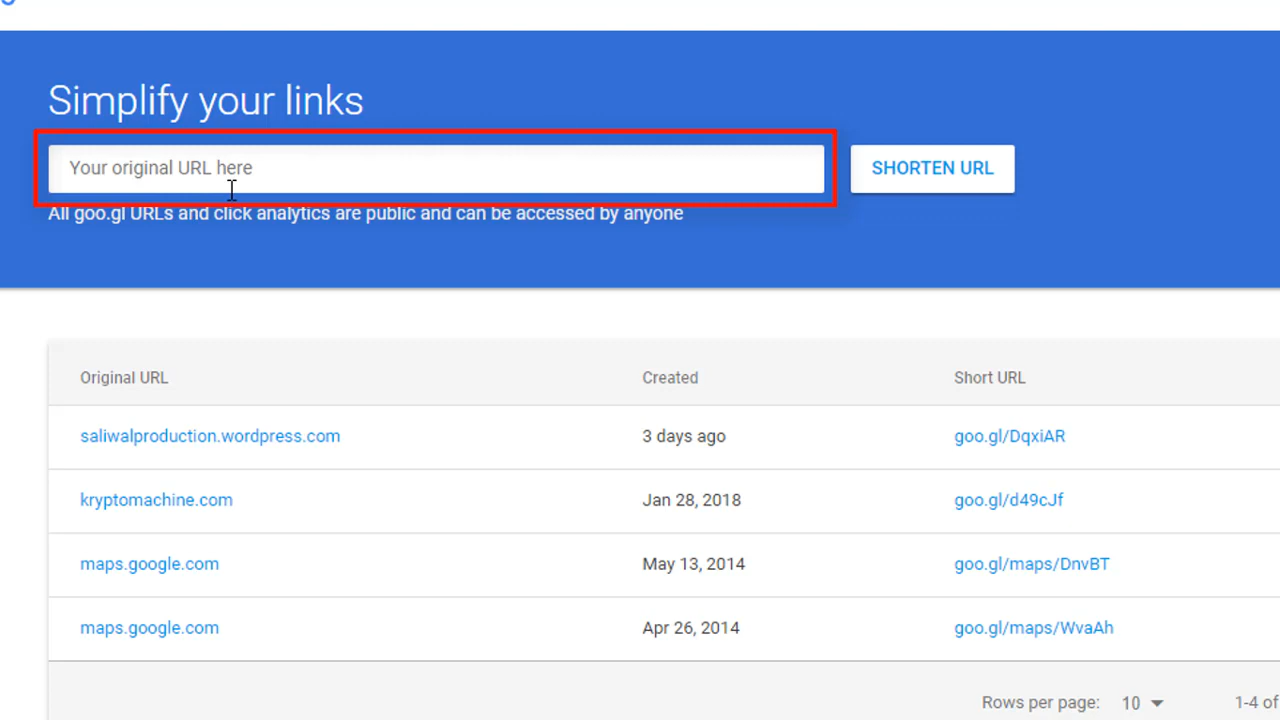 Simplify your links
Your original URL here
SHORTEN URL
All goo.gl URLs and click analytics are public and can be accessed by anyone
Original URL Created Short URL
saliwalproduction.wordpress.com 3 days ago goo.gl/DqxiAR
kryptomachine.com Jan 28, 2018 goo.gl/d49cJf
maps.google.com May 13, 2014 goo.gl/maps/DnvBT
maps.google.com Apr 26, 2014 goo.gl/maps/WvaAh
Rows per page: 10 1-4 of